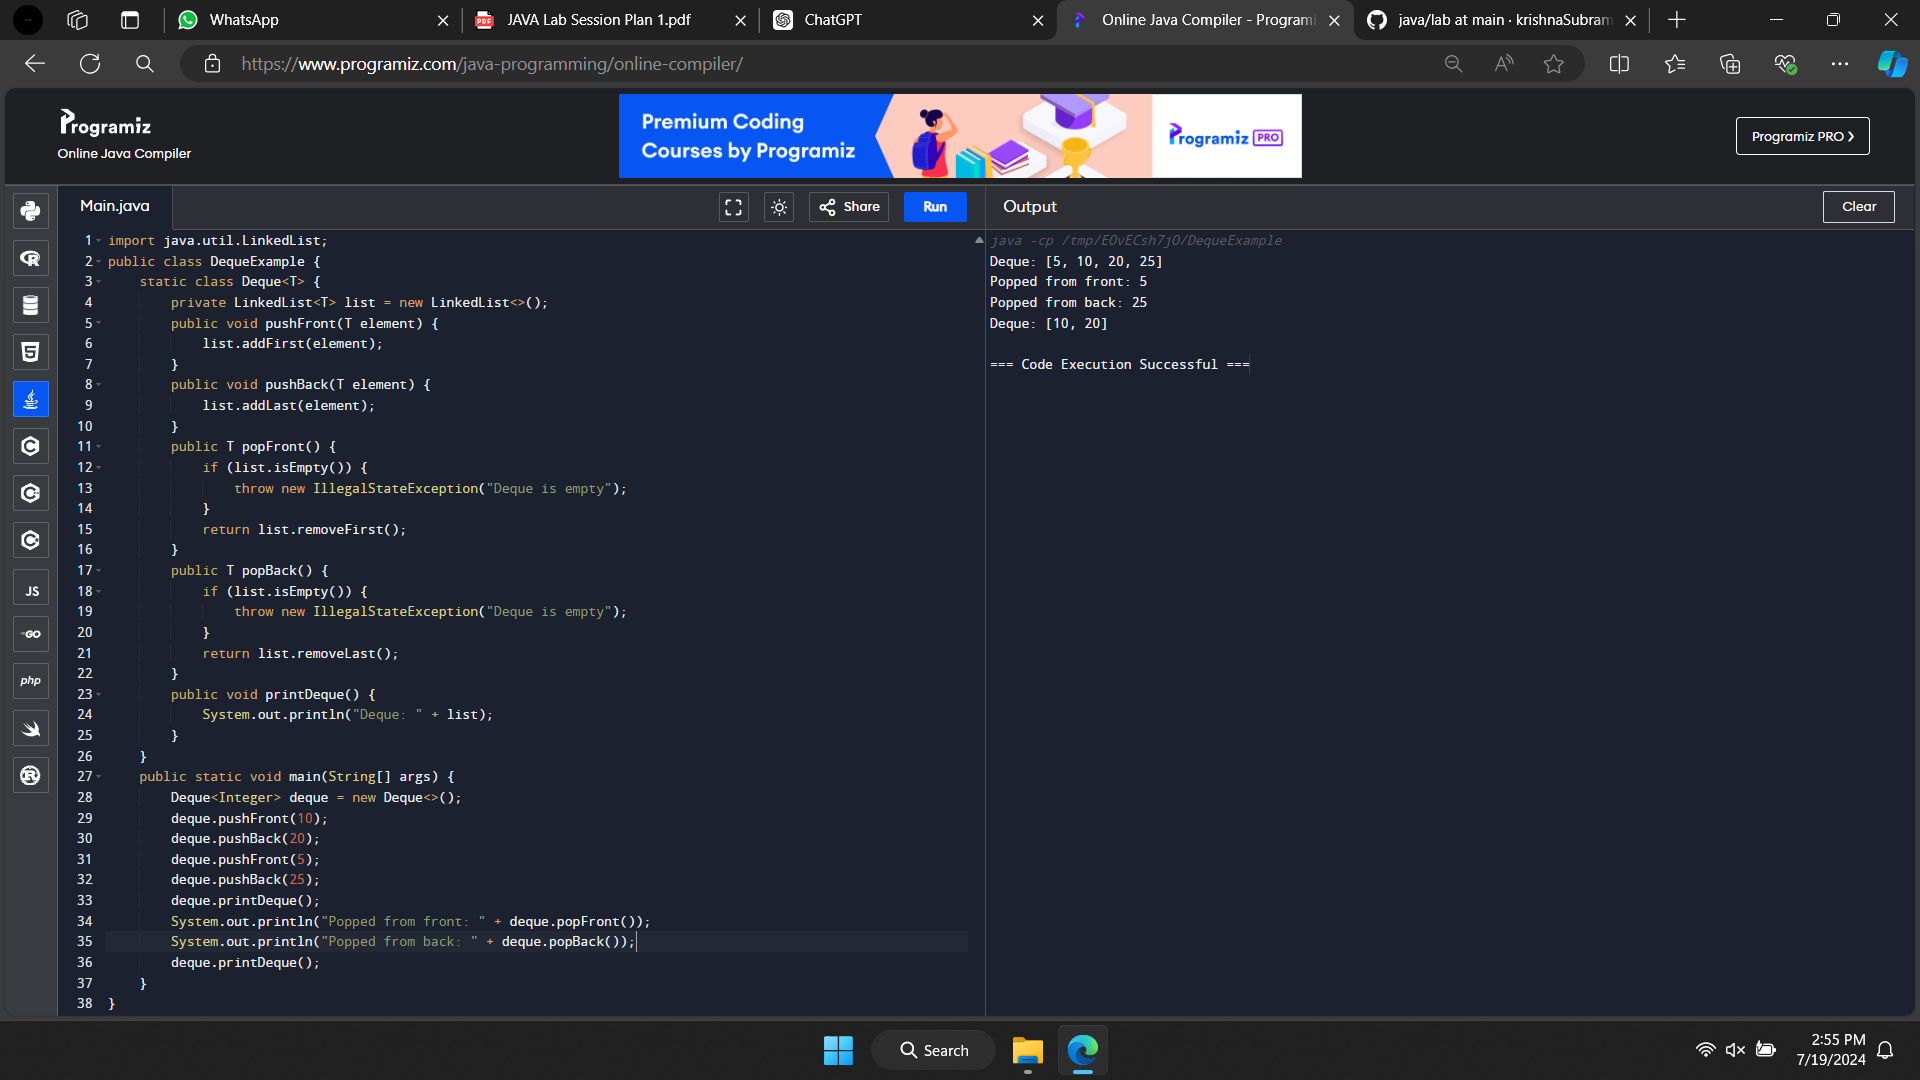 WhatsApp
JAVA Lab Session Plan 1.pdf
ChatGPT
Online Java Compiler - Programi
java/lab at main · krishnaSubram
https://www.programiz.com/java-programming/online-compiler/
Programiz
Online Java Compiler
Premium Coding
Courses by Programiz
Programiz PRO
Programiz PRO
Main.java
Share
Run
Output
Clear
1 import java.util.LinkedList;
2 public class DequeExample {
3     static class Deque<T> {
4         private LinkedList<T> list = new LinkedList<>();
5         public void pushFront(T element) {
6             list.addFirst(element);
7         }
8         public void pushBack(T element) {
9             list.addLast(element);
10         }
11         public T popFront() {
12             if (list.isEmpty()) {
13                 throw new IllegalStateException("Deque is empty");
14             }
15             return list.removeFirst();
16         }
17         public T popBack() {
18             if (list.isEmpty()) {
19                 throw new IllegalStateException("Deque is empty");
20             }
21             return list.removeLast();
22         }
23         public void printDeque() {
24             System.out.println("Deque: " + list);
25         }
26     }
27     public static void main(String[] args) {
28         Deque<Integer> deque = new Deque<>();
29         deque.pushFront(10);
30         deque.pushBack(20);
31         deque.pushFront(5);
32         deque.pushBack(25);
33         deque.printDeque();
34         System.out.println("Popped from front: " + deque.popFront());
35         System.out.println("Popped from back: " + deque.popBack());
36         deque.printDeque();
37     }
38 }
java -cp /tmp/EOvECsh7jO/DequeExample
Deque: [5, 10, 20, 25]
Popped from front: 5
Popped from back: 25
Deque: [10, 20]
=== Code Execution Successful ===
JS
GO
php
Search
2:55 PM
7/19/2024